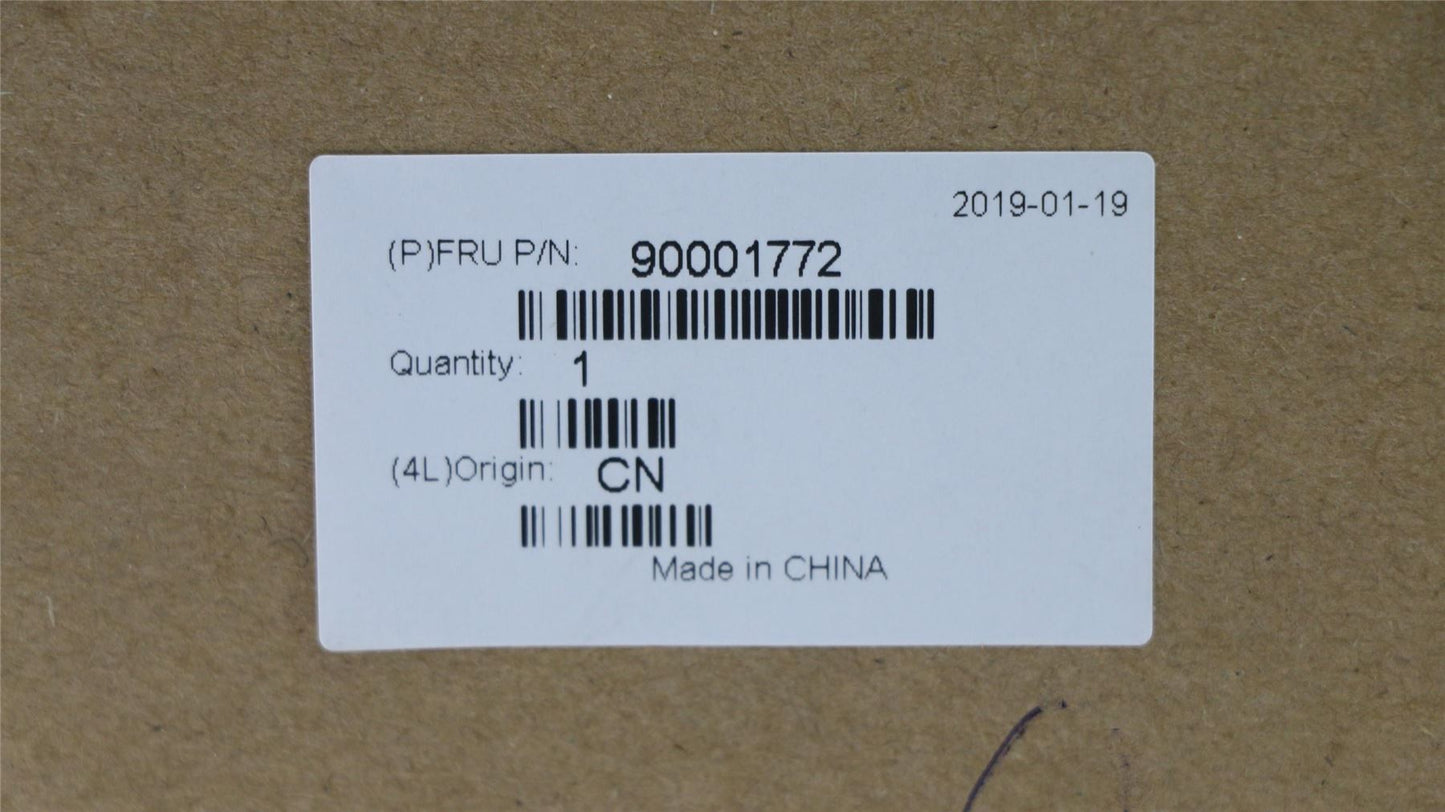 2019-01-19
(P)FRU P/N: 90001772
Quantity: 1
(4L)Origin: CN
Made in CHINA